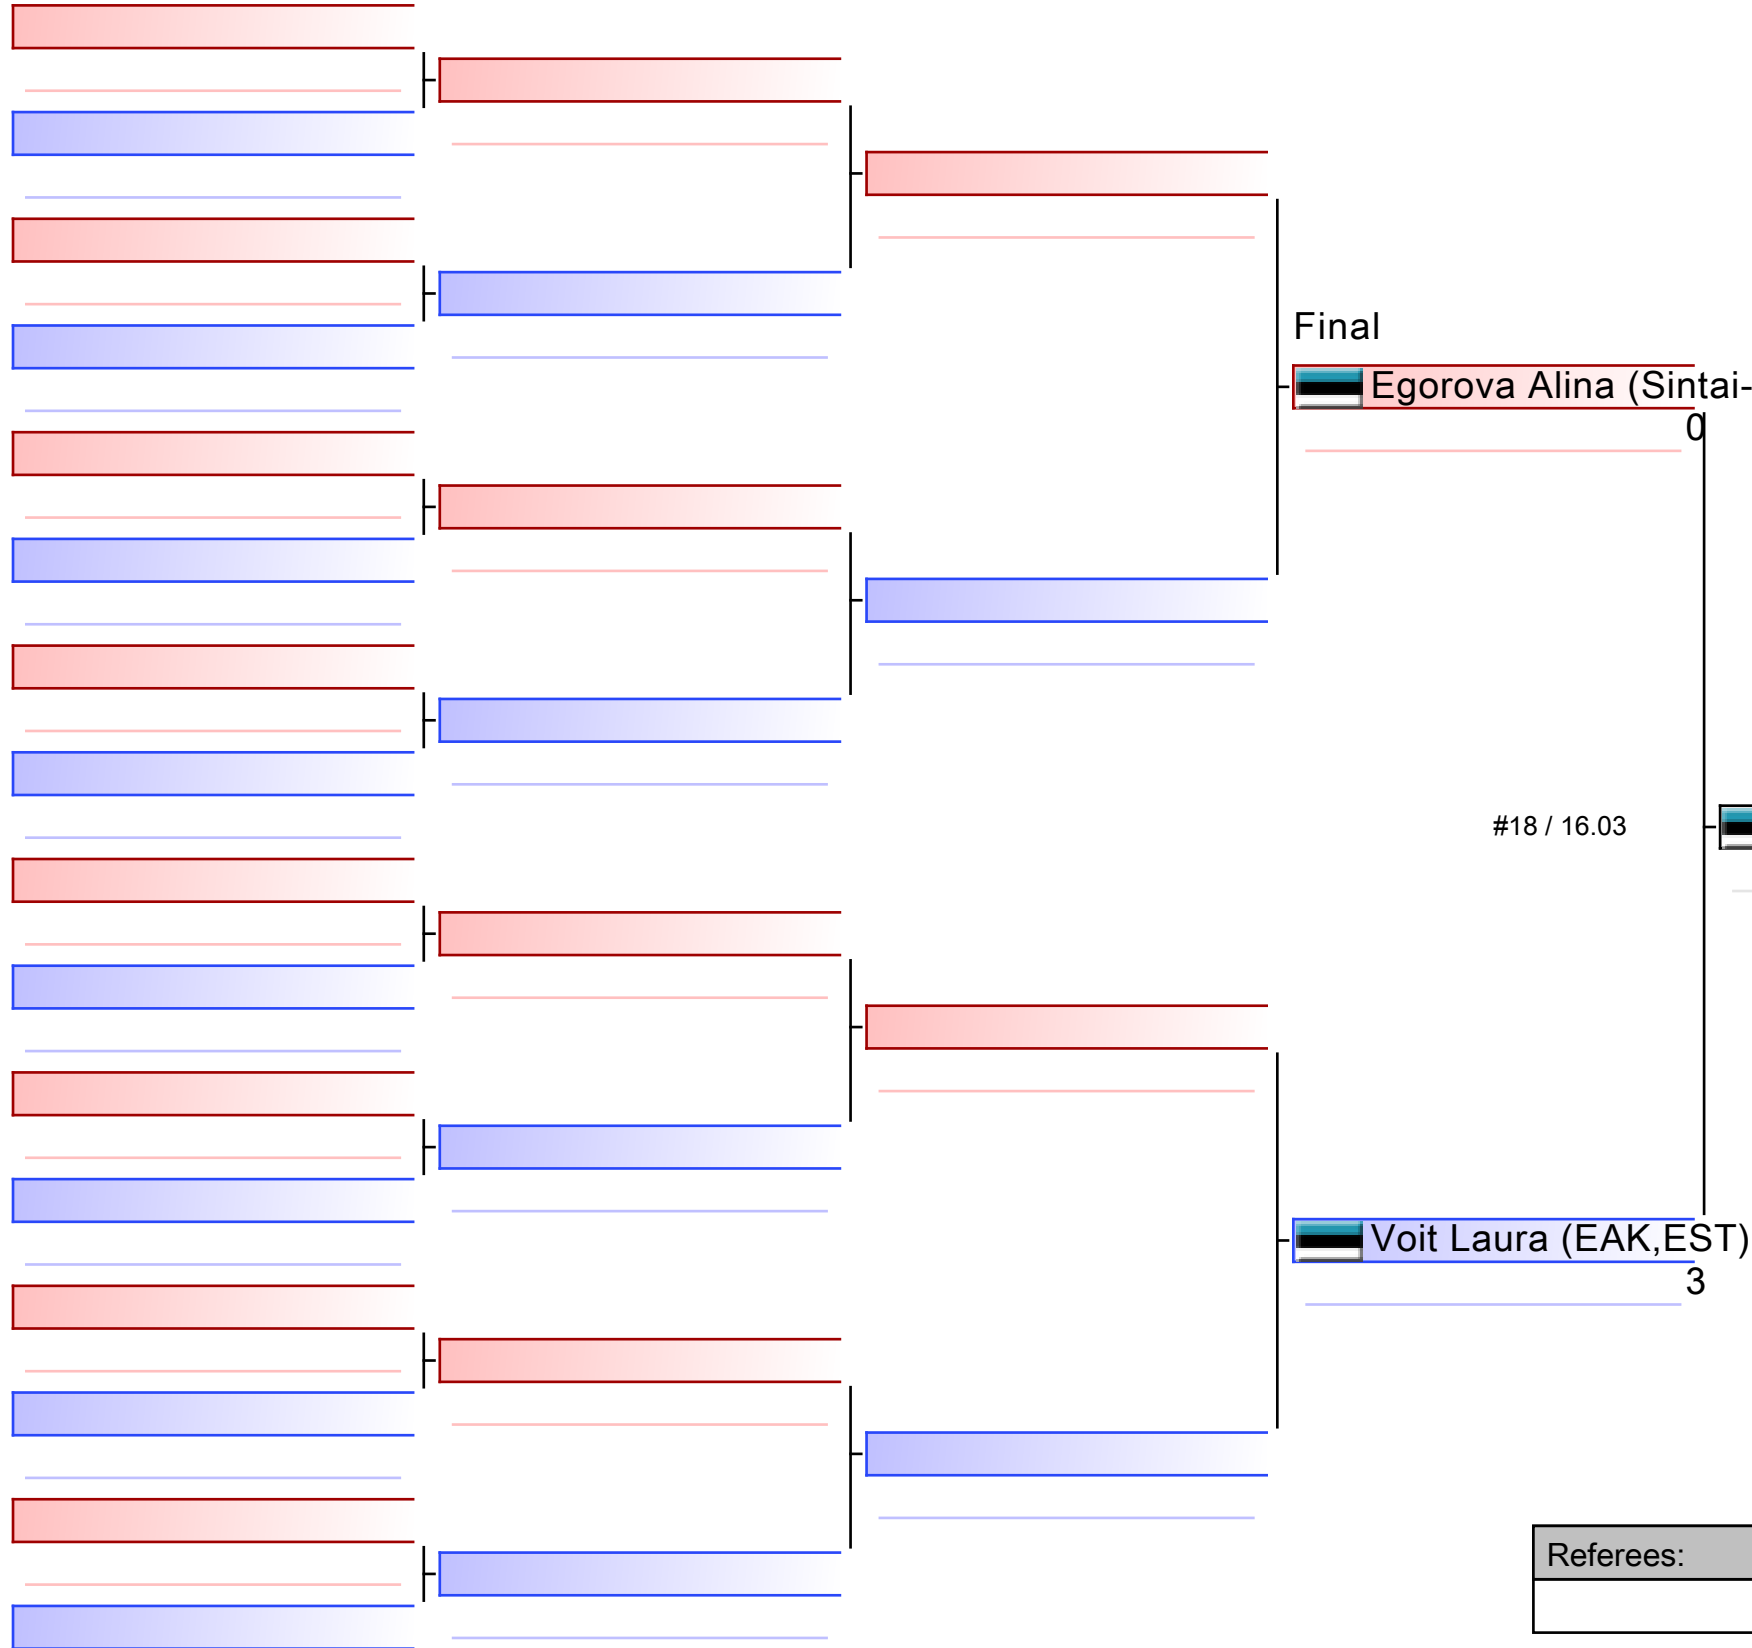 Final
Egorova Alina (Sintai-
0
#18 / 16.03
Voit Laura (EAK,EST)
3
Referees: